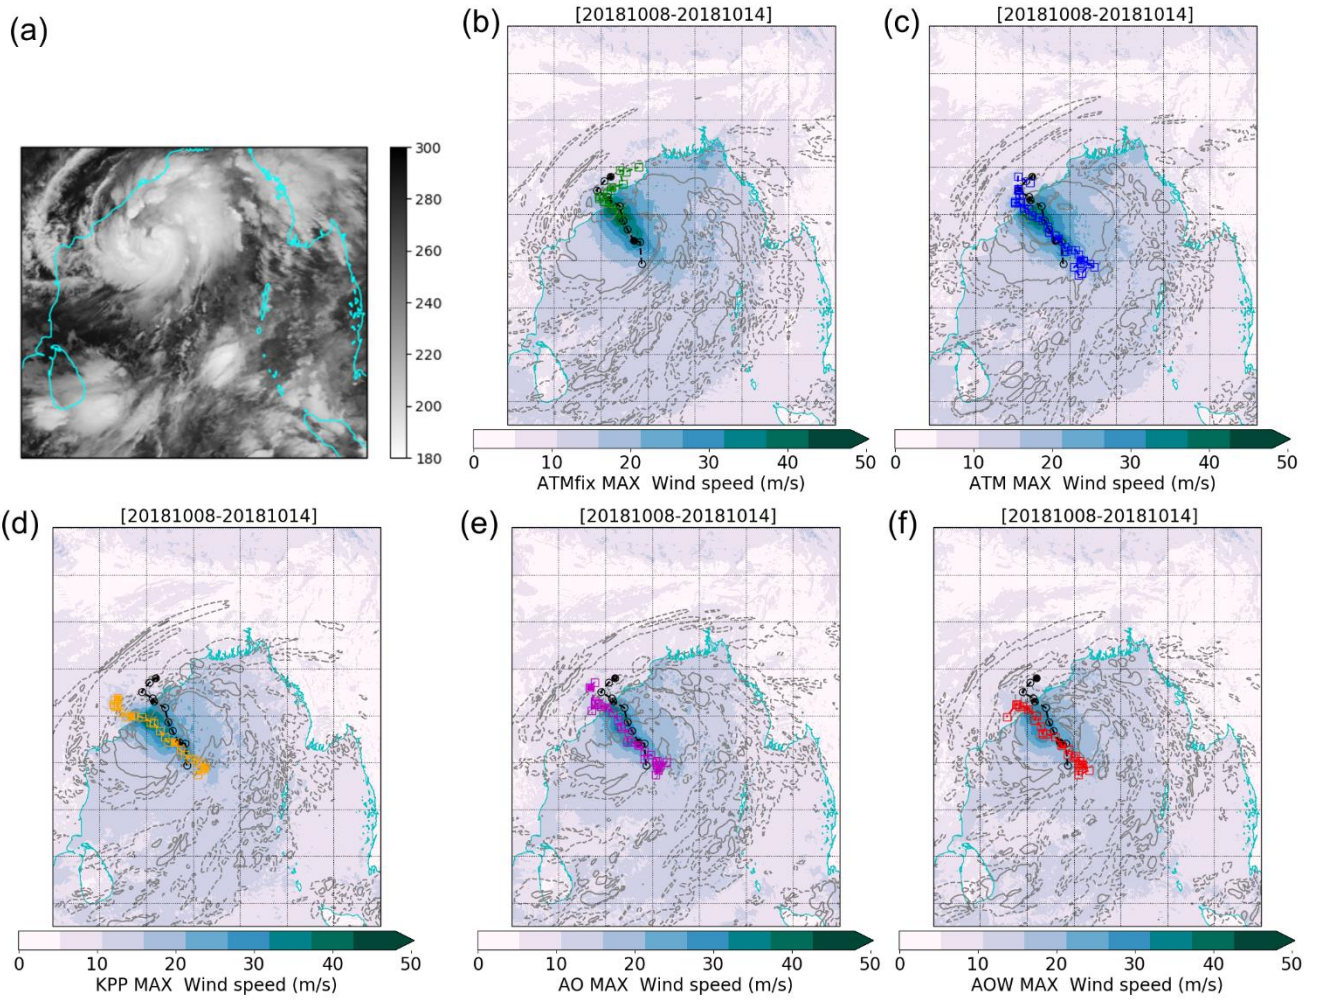 (a)
300
280
260
240
220
200
180
(b)
[20181008-20181014]
0 10 20 30 40 50
ATMfix MAX Wind speed (m/s)
(c)
[20181008-20181014]
0 10 20 30 40 50
ATM MAX Wind speed (m/s)
(d)
[20181008-20181014]
0 10 20 30 40 50
KPP MAX Wind speed (m/s)
(e)
[20181008-20181014]
0 10 20 30 40 50
AO MAX Wind speed (m/s)
(f)
[20181008-20181014]
0 10 20 30 40 50
AOW MAX Wind speed (m/s)